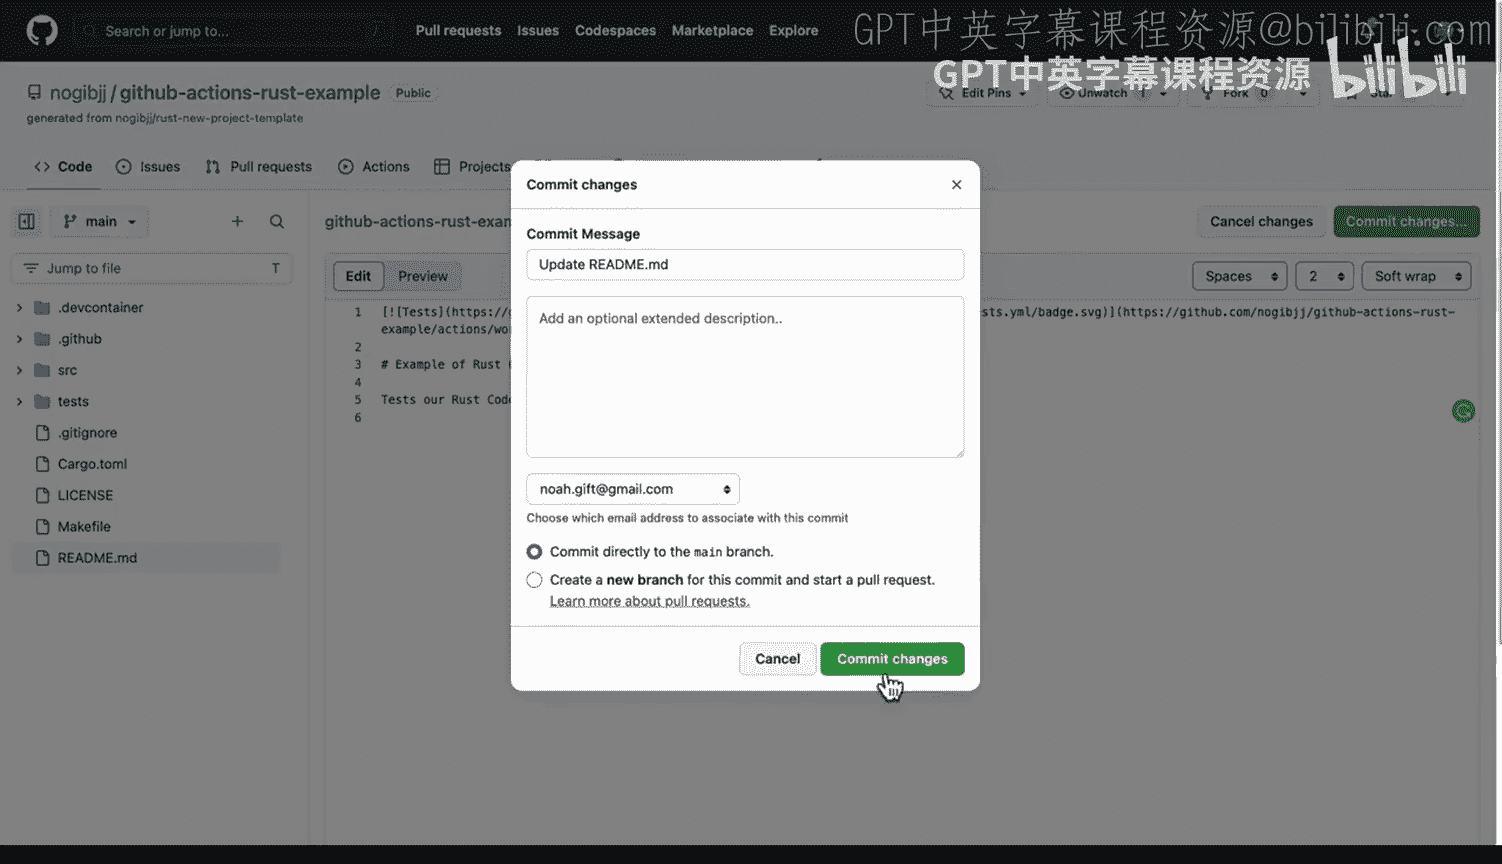 Search or jump to...
Pull requests Issues Codespaces Marketplace Explore
GPT中英字幕课程资源@bilibili.com
GPT中英字幕课程资源 bilibili
nogibjj / github-actions-rust-example Public
Edit Pins Unwatch 1 Fork 0
generated from nogibjj/rust-new-project-template
Code Issues Pull requests Actions Projects
main
github-actions-rust-exam
Cancel changes Commit changes...
Jump to file T
Edit Preview
Spaces 2 Soft wrap
.devcontainer
.github
src
tests
.gitignore
Cargo.toml
LICENSE
Makefile
README.md
1 [![Tests](https://g sts.yml/badge.svg)](https://github.com/nogibjj/github-actions-rust-
example/actions/wo
2
3 # Example of Rust
4
5 Tests our Rust Code
6
Commit changes
Commit Message
Update README.md
Add an optional extended description..
noah.gift@gmail.com
Choose which email address to associate with this commit
Commit directly to the main branch.
Create a new branch for this commit and start a pull request.
Learn more about pull requests.
Cancel Commit changes